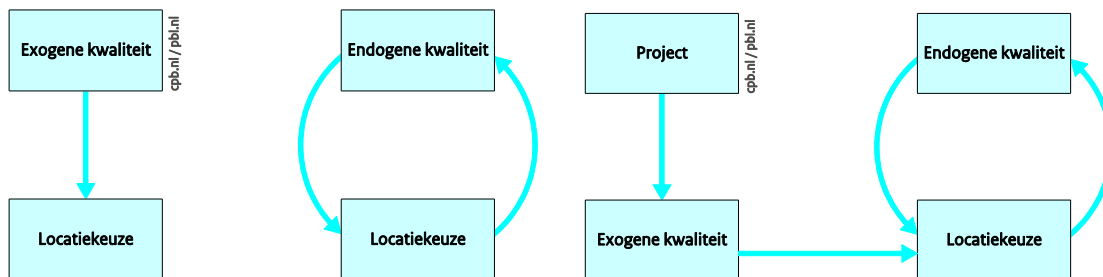 Exogene kwaliteit
cpb.nl / pbl.nl
Locatiekeuze
Endogene kwaliteit
Locatiekeuze
Project
cpb.nl / pbl.nl
Exogene kwaliteit
Endogene kwaliteit
Locatiekeuze